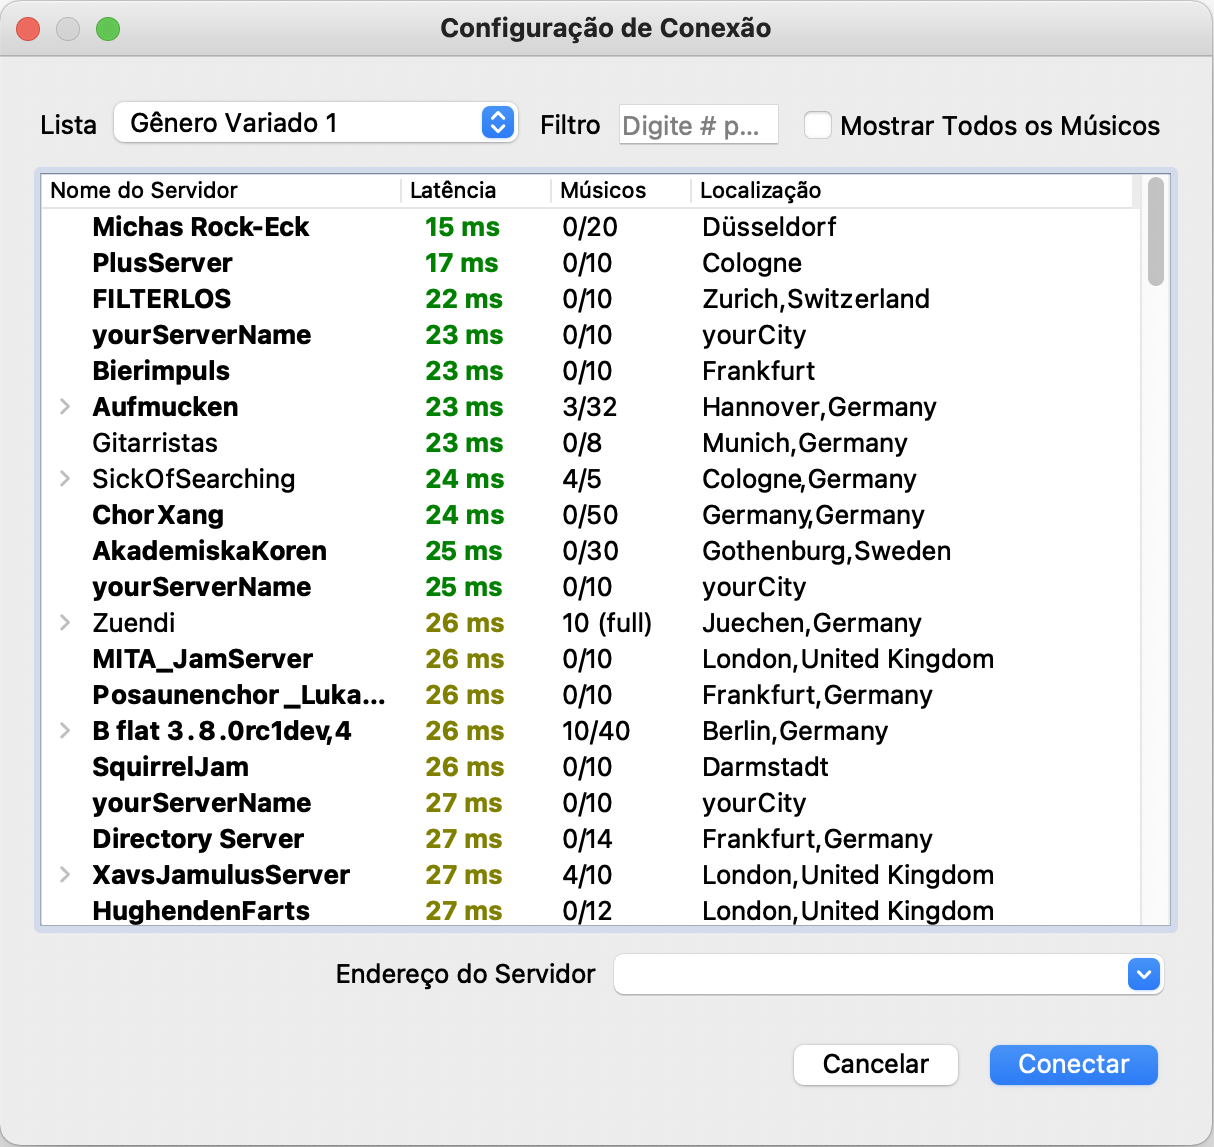 Configuração de Conexão
Lista Gênero Variado 1 Filtro Digite # p... Mostrar Todos os Músicos
Nome do Servidor Latência Músicos Localização
Michas Rock-Eck 15 ms 0/20 Düsseldorf
PlusServer 17 ms 0/10 Cologne
FILTERLOS 22 ms 0/10 Zurich,Switzerland
yourServerName 23 ms 0/10 yourCity
Bierimpuls 23 ms 0/10 Frankfurt
Aufmucken 23 ms 3/32 Hannover,Germany
Gitarristas 23 ms 0/8 Munich,Germany
SickOfSearching 24 ms 4/5 Cologne,Germany
ChorXang 24 ms 0/50 Germany,Germany
AkademiskaKoren 25 ms 0/30 Gothenburg,Sweden
yourServerName 25 ms 0/10 yourCity
Zuendi 26 ms 10 (full) Juechen,Germany
MITA_JamServer 26 ms 0/10 London,United Kingdom
Posaunenchor_Luka... 26 ms 0/10 Frankfurt,Germany
B flat 3.8.0rc1dev,4 26 ms 10/40 Berlin,Germany
SquirrelJam 26 ms 0/10 Darmstadt
yourServerName 27 ms 0/10 yourCity
Directory Server 27 ms 0/14 Frankfurt,Germany
XavsJamulusServer 27 ms 4/10 London,United Kingdom
HughendenFarts 27 ms 0/12 London,United Kingdom
Endereço do Servidor
Cancelar Conectar